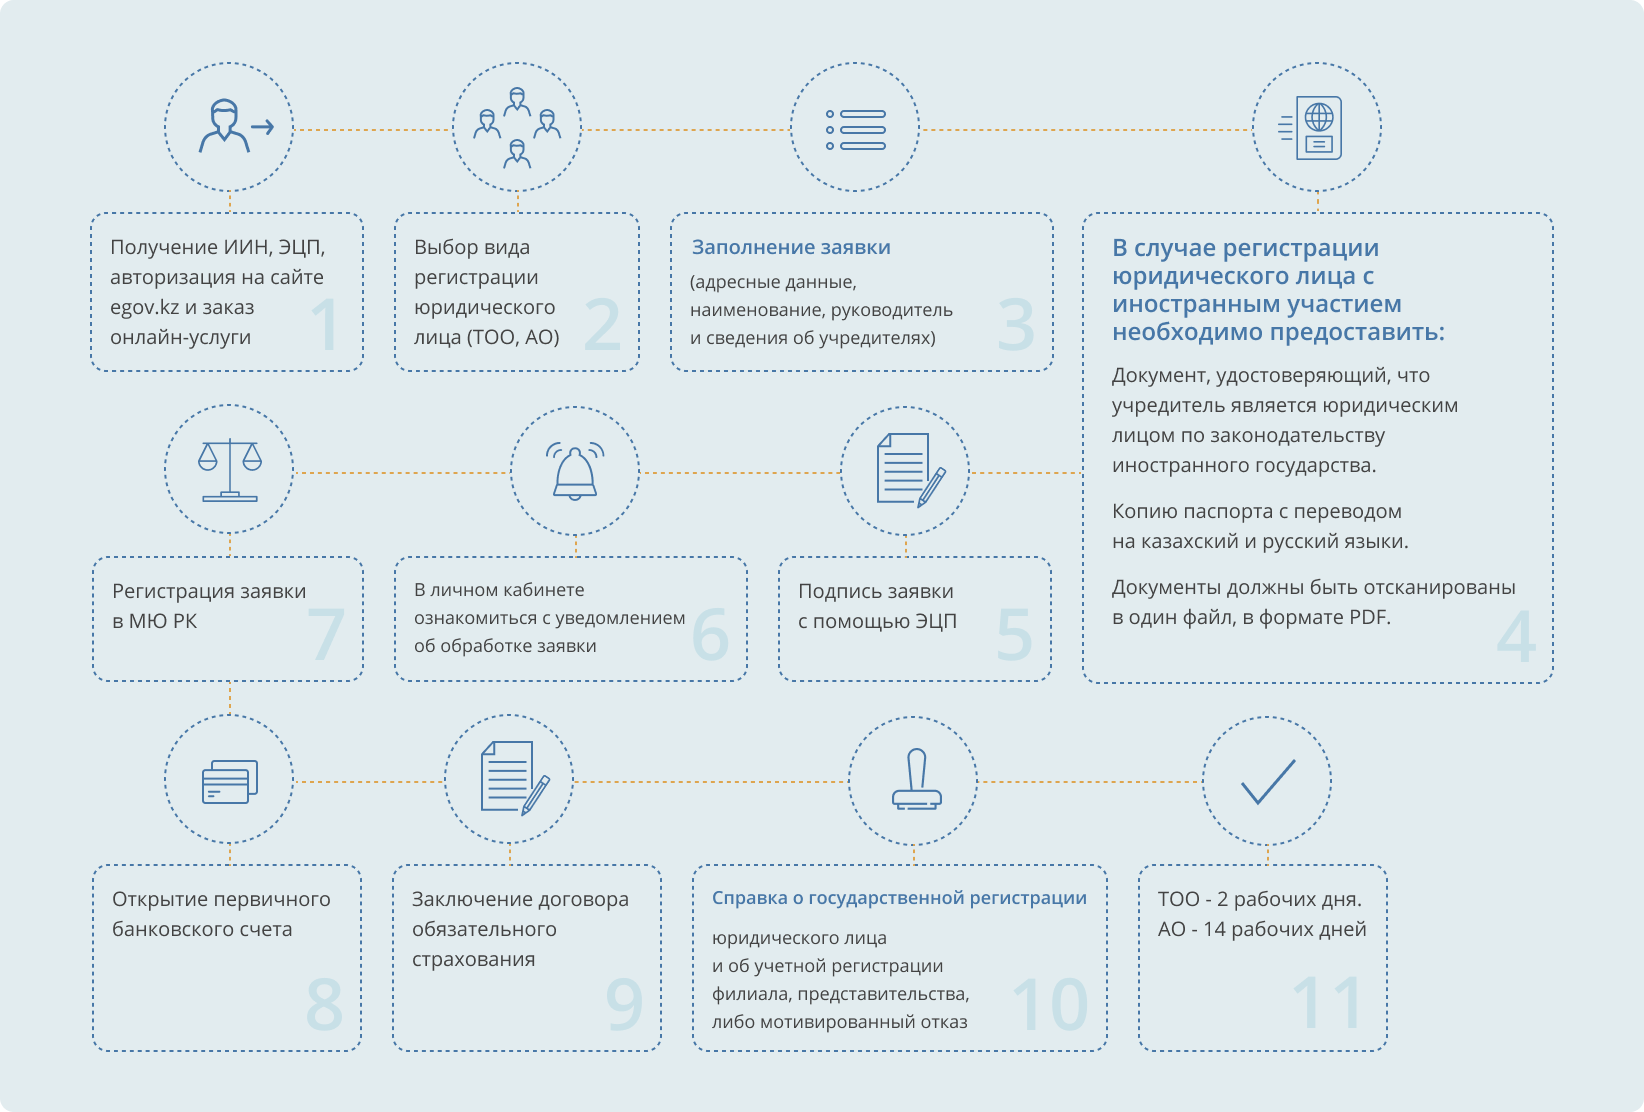 Получение ИИН, ЭЦП,
авторизация на сайте
egov.kz и заказ
онлайн-услуги
1
Выбор вида
регистрации
юридического
лица (ТОО, АО)
2
Заполнение заявки
(адресные данные,
наименование, руководитель
и сведения об учредителях)
3
В случае регистрации
юридического лица с
иностранным участием
необходимо предоставить:
Документ, удостоверяющий, что
учредитель является юридическим
лицом по законодательству
иностранного государства.
Копию паспорта с переводом
на казахский и русский языки.
Документы должны быть отсканированы
в один файл, в формате PDF.
4
Подпись заявки
с помощью ЭЦП
5
В личном кабинете
ознакомиться с уведомлением
об обработке заявки
6
Регистрация заявки
в МЮ РК
7
Открытие первичного
банковского счета
8
Заключение договора
обязательного
страхования
9
Справка о государственной регистрации
юридического лица
и об учетной регистрации
филиала, представительства,
либо мотивированный отказ
10
ТОО - 2 рабочих дня.
АО - 14 рабочих дней
11